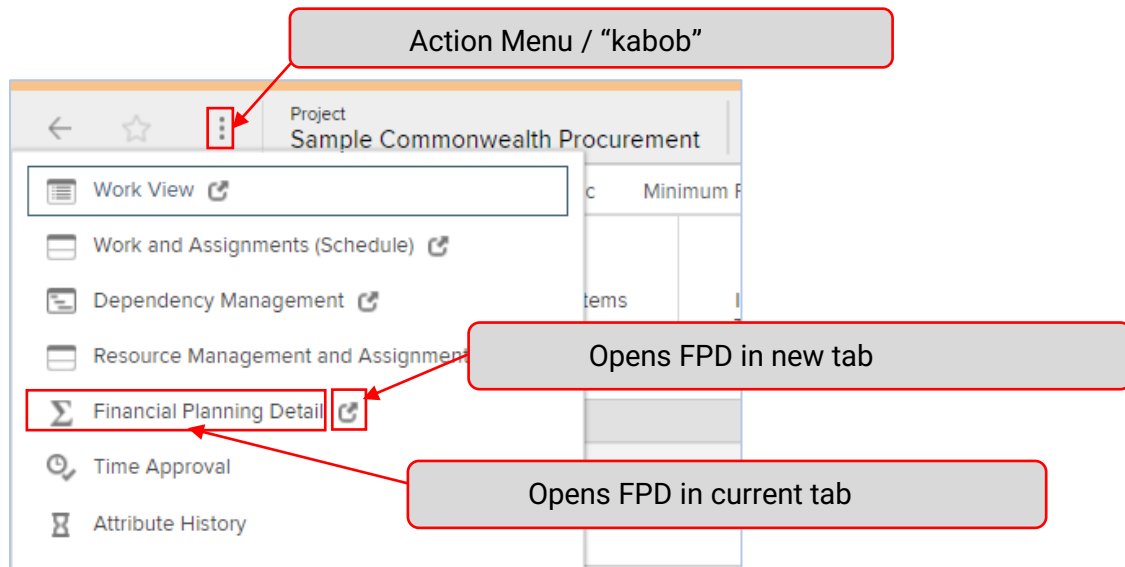 Action Menu / “kabob”
Project
Sample Commonwealth Procurement
Work View
c Minimum
Work and Assignments (Schedule)
Dependency Management
tems
Resource Management and Assignment
Opens FPD in new tab
Financial Planning Detail
Time Approval
Opens FPD in current tab
Attribute History